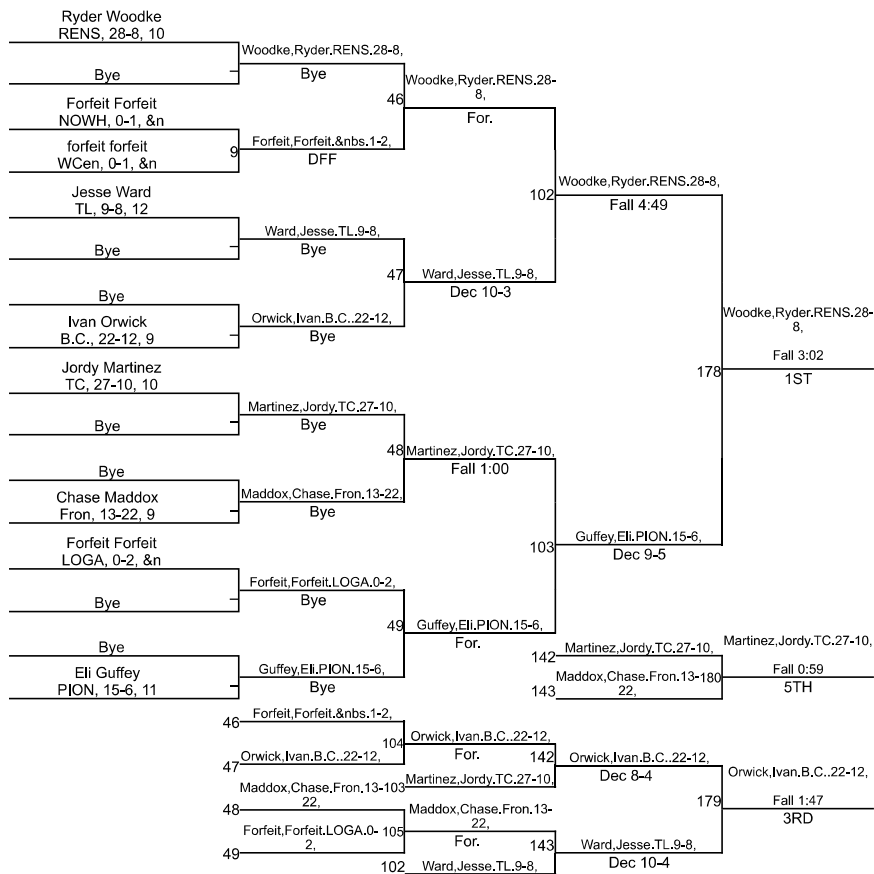 Ryder Woodke
RENS, 28-8, 10
Woodke,Ryder.RENS.28-8,
Bye
Bye
46
Woodke,Ryder.RENS.28-
8,
For.
Forfeit Forfeit
NOWH, 0-1, &n
forfeit forfeit
WCen, 0-1, &n
9
Forfeit,Forfeit.&nbs.1-2,
DFF
102
Woodke,Ryder.RENS.28-8,
Fall 4:49
Jesse Ward
TL, 9-8, 12
Ward,Jesse.TL.9-8,
Bye
Bye
47
Ward,Jesse.TL.9-8,
Dec 10-3
Bye
Ivan Orwick
B.C., 22-12, 9
Orwick,Ivan.B.C..22-12,
Bye
Woodke,Ryder.RENS.28-
8,
178
Fall 3:02
1ST
Jordy Martinez
TC, 27-10, 10
Martinez,Jordy.TC.27-10,
Bye
Bye
48
Martinez,Jordy.TC.27-10,
Fall 1:00
Bye
Chase Maddox
Fron, 13-22, 9
Maddox,Chase.Fron.13-22,
Bye
103
Guffey,Eli.PION.15-6,
Dec 9-5
Forfeit Forfeit
LOGA, 0-2, &n
Forfeit,Forfeit.LOGA.0-2,
Bye
Bye
49
Guffey,Eli.PION.15-6,
For.
Bye
Eli Guffey
PION, 15-6, 11
Guffey,Eli.PION.15-6,
Bye
142
Martinez,Jordy.TC.27-10,
143
Maddox,Chase.Fron.13-
22,
180
Martinez,Jordy.TC.27-10,
Fall 0:59
5TH
46
Forfeit,Forfeit.&nbs.1-2,
47
Orwick,Ivan.B.C..22-12,
104
Orwick,Ivan.B.C..22-12,
For.
103
Martinez,Jordy.TC.27-10,
142
Orwick,Ivan.B.C..22-12,
Dec 8-4
48
Maddox,Chase.Fron.13-
22,
49
Forfeit,Forfeit.LOGA.0-
2,
105
Maddox,Chase.Fron.13-
22,
For.
102
Ward,Jesse.TL.9-8,
143
Ward,Jesse.TL.9-8,
Dec 10-4
179
Orwick,Ivan.B.C..22-12,
Fall 1:47
3RD